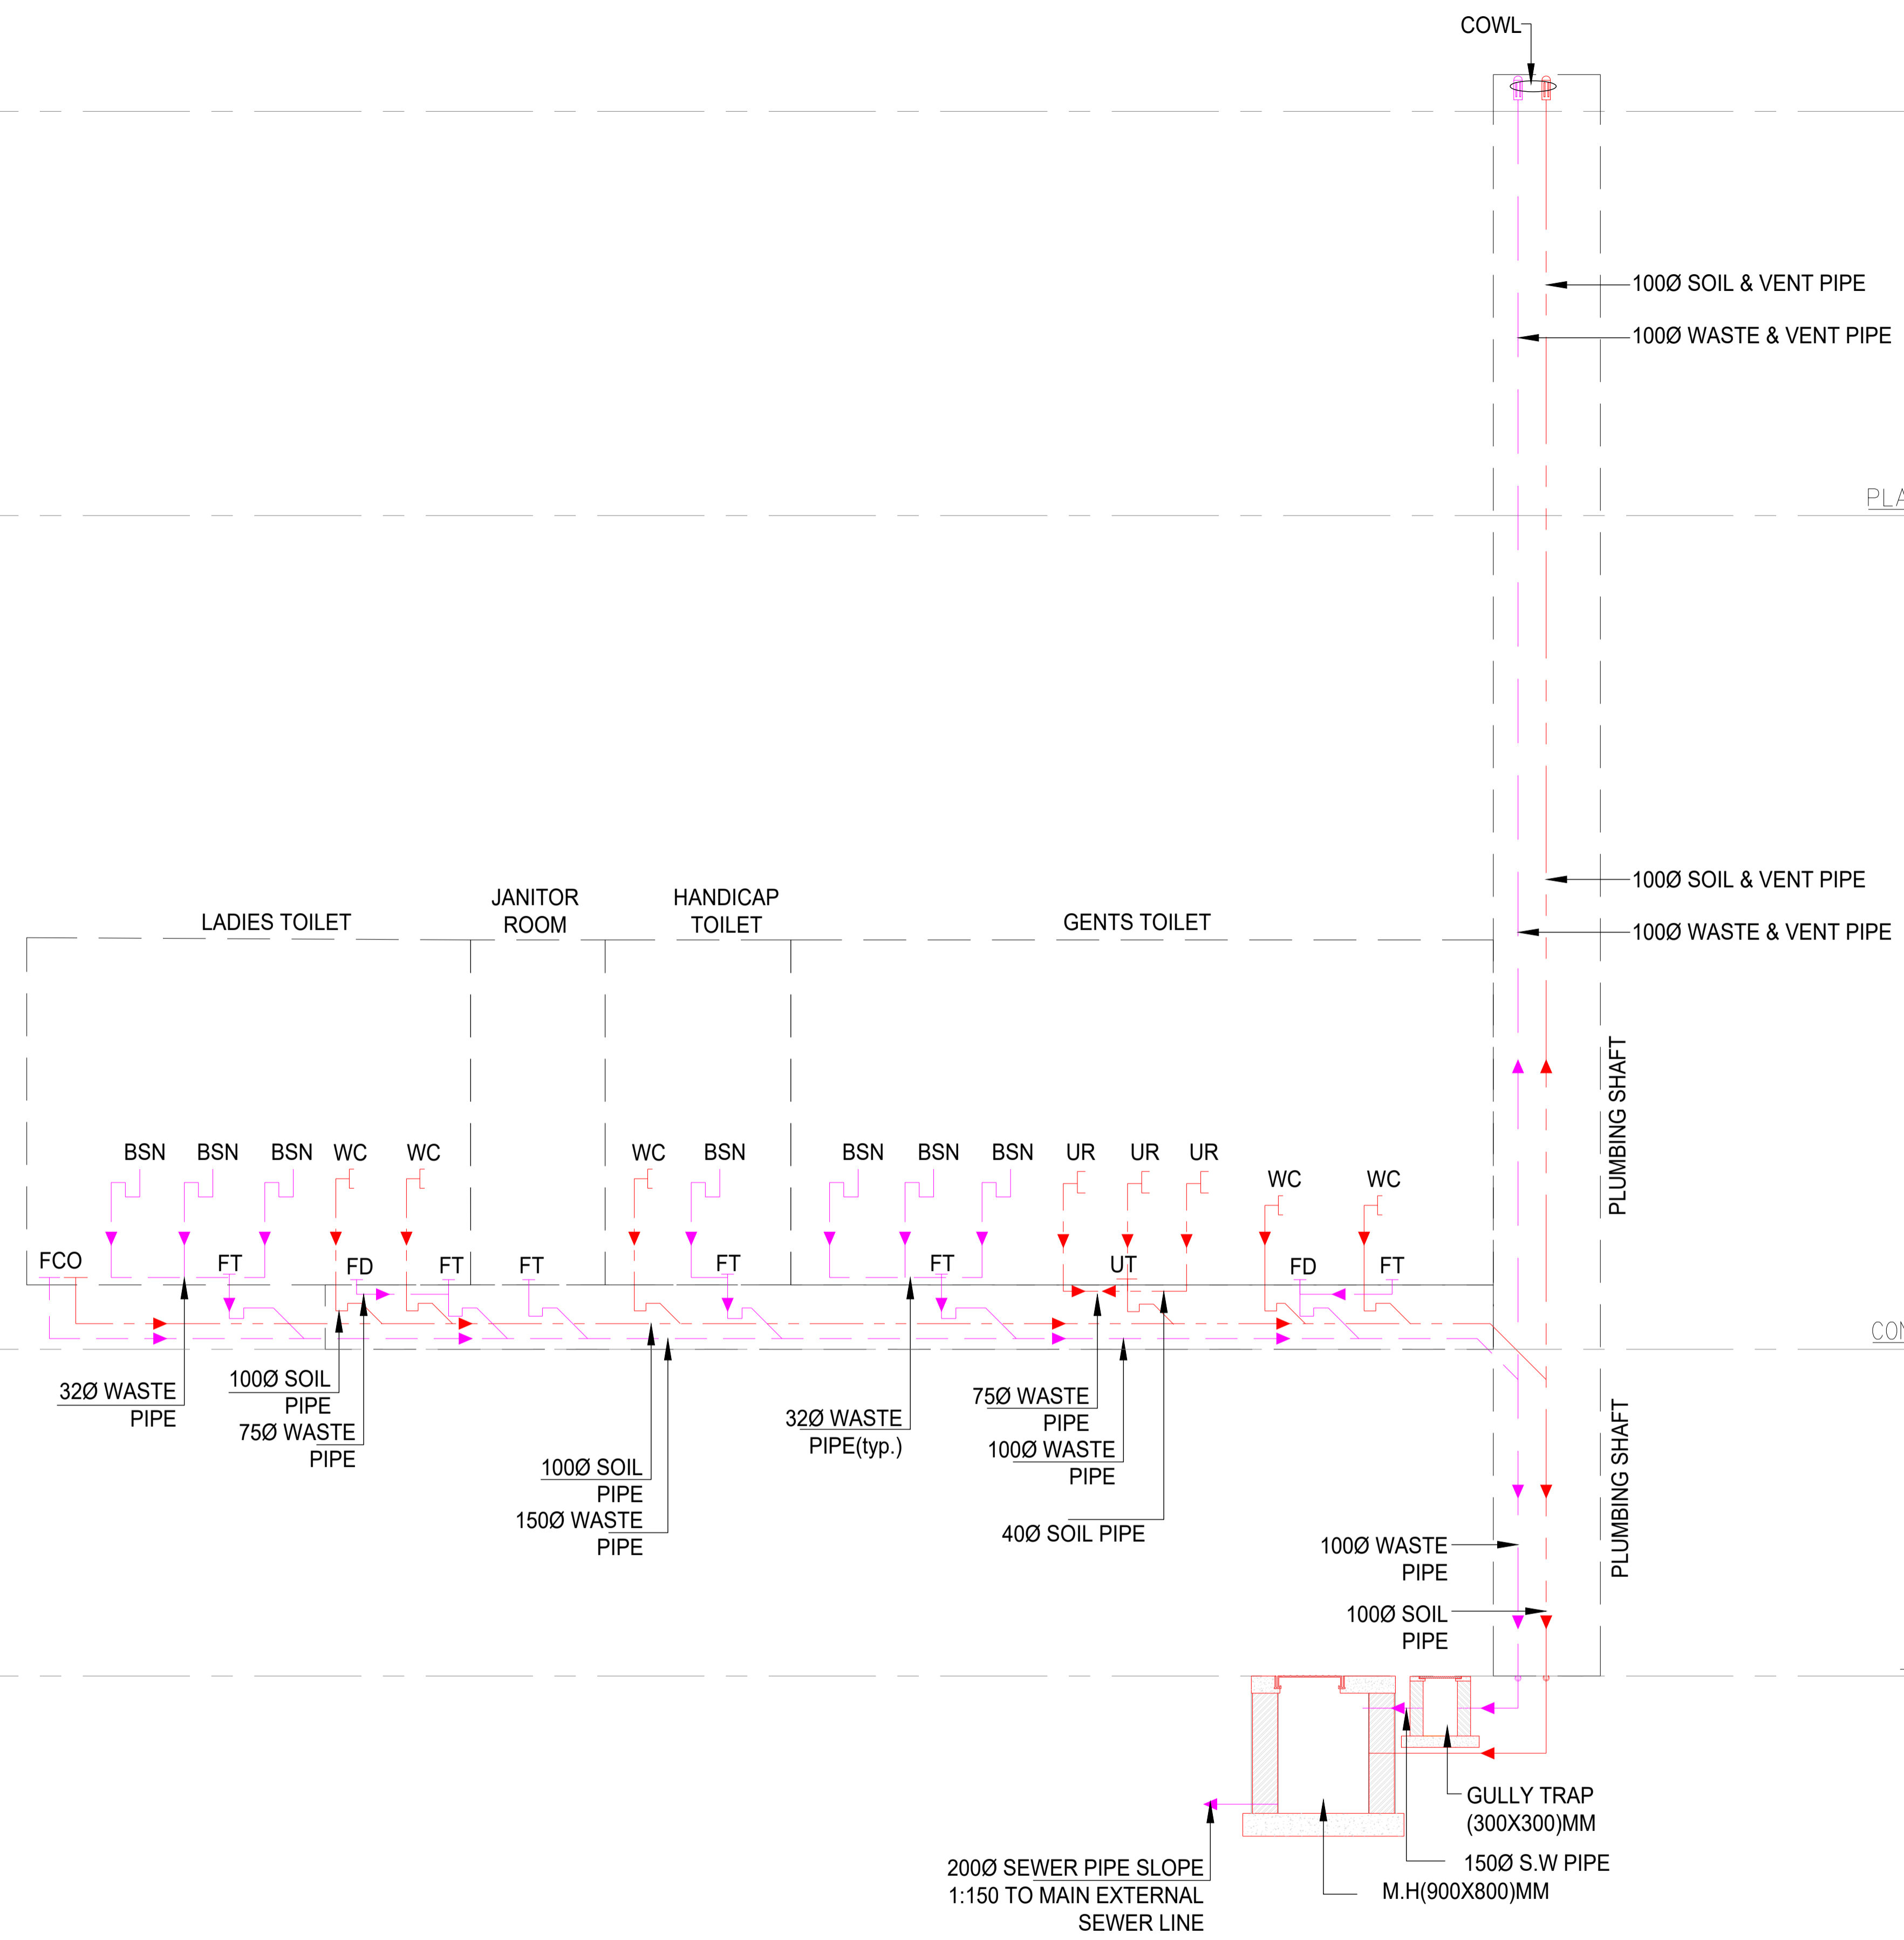 COWL
100Ø SOIL & VENT PIPE
100Ø WASTE & VENT PIPE
100Ø SOIL & VENT PIPE
100Ø WASTE & VENT PIPE
LADIES TOILET
JANITOR
ROOM
HANDICAP
TOILET
GENTS TOILET
PLUMBING SHAFT
BSN
BSN
BSN
WC
WC
WC
BSN
BSN
BSN
BSN
UR
UR
UR
WC
WC
FCO
FT
FD
FT
FT
FT
FT
UT
FD
FT
32Ø WASTE
PIPE
100Ø SOIL
PIPE
75Ø WASTE
PIPE
100Ø SOIL
PIPE
150Ø WASTE
PIPE
32Ø WASTE
PIPE(typ.)
75Ø WASTE
PIPE
100Ø WASTE
PIPE
40Ø SOIL PIPE
PLUMBING SHAFT
100Ø WASTE
PIPE
100Ø SOIL
PIPE
GULLY TRAP
(300X300)MM
150Ø S.W PIPE
M.H(900X800)MM
200Ø SEWER PIPE SLOPE
1:150 TO MAIN EXTERNAL
SEWER LINE